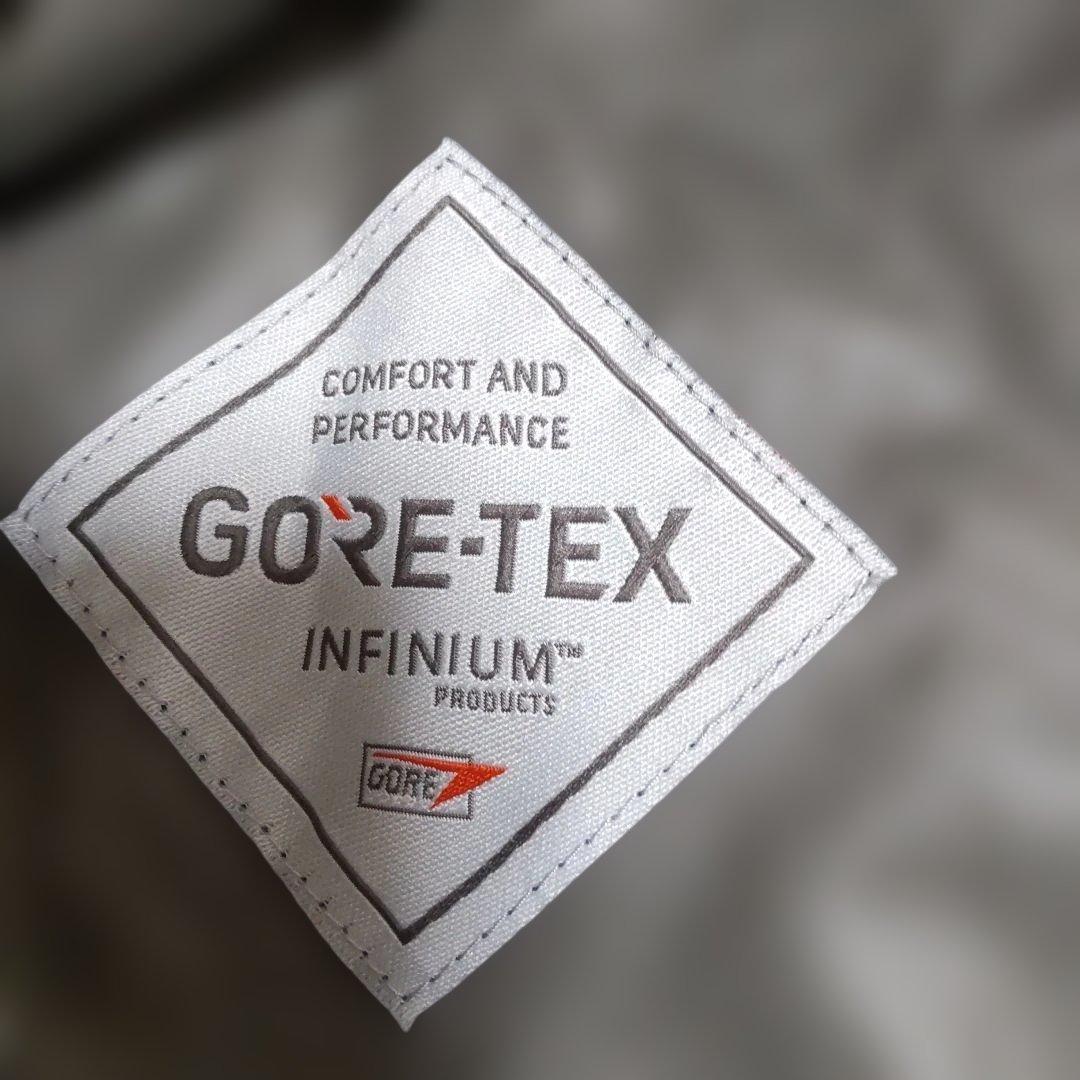 COMFORT AND
PERFORMANCE
GORE-TEX
INFINIUM™
PRODUCTS
GORE